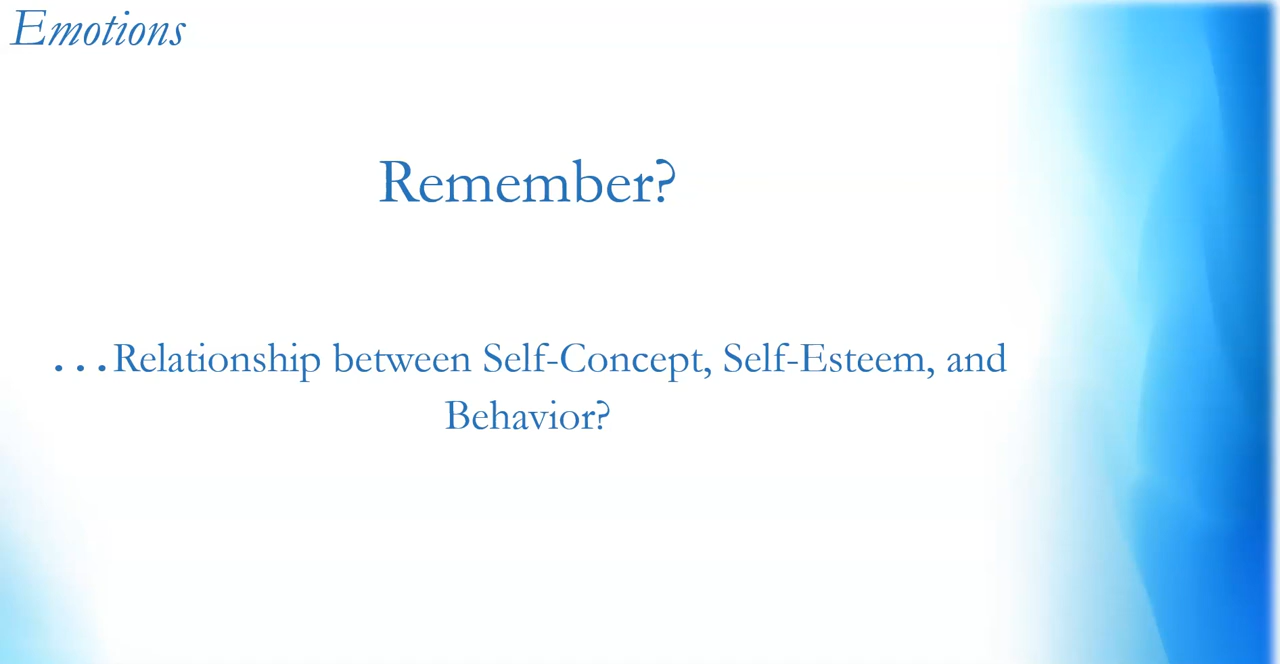 Emotions
Remember?
...Relationship between Self-Concept, Self-Esteem, and
Behavior?